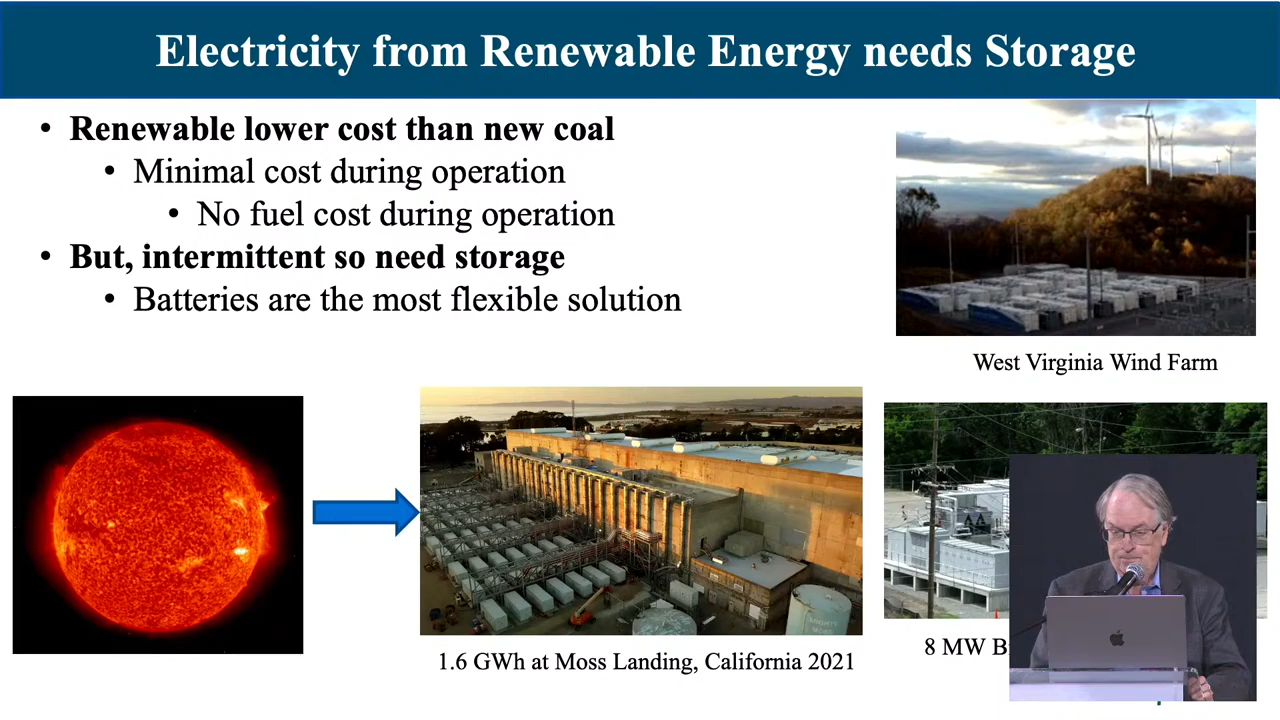 Electricity from Renewable Energy needs Storage
• Renewable lower cost than new coal
• Minimal cost during operation
• No fuel cost during operation
• But, intermittent so need storage
• Batteries are the most flexible solution
West Virginia Wind Farm
1.6 GWh at Moss Landing, California 2021
8 MW